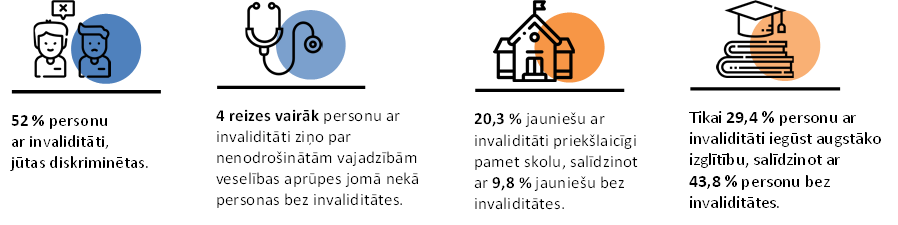 52 % personu
ar invaliditāti,
jūtas diskriminētas.
4 reizes vairāk personu ar
invaliditāti ziņo par
nenodrošinātām vajadzībām
veselības aprūpes jomā nekā
personas bez invaliditātes.
20,3 % jauniešu ar
invaliditāti priekšlaicīgi
pamet skolu, salīdzinot
ar 9,8 % jauniešu bez
invaliditātes.
Tikai 29,4 % personu ar
invaliditāti iegūst augstāko
izglītību, salīdzinot ar
43,8 % personu bez
invaliditātes.